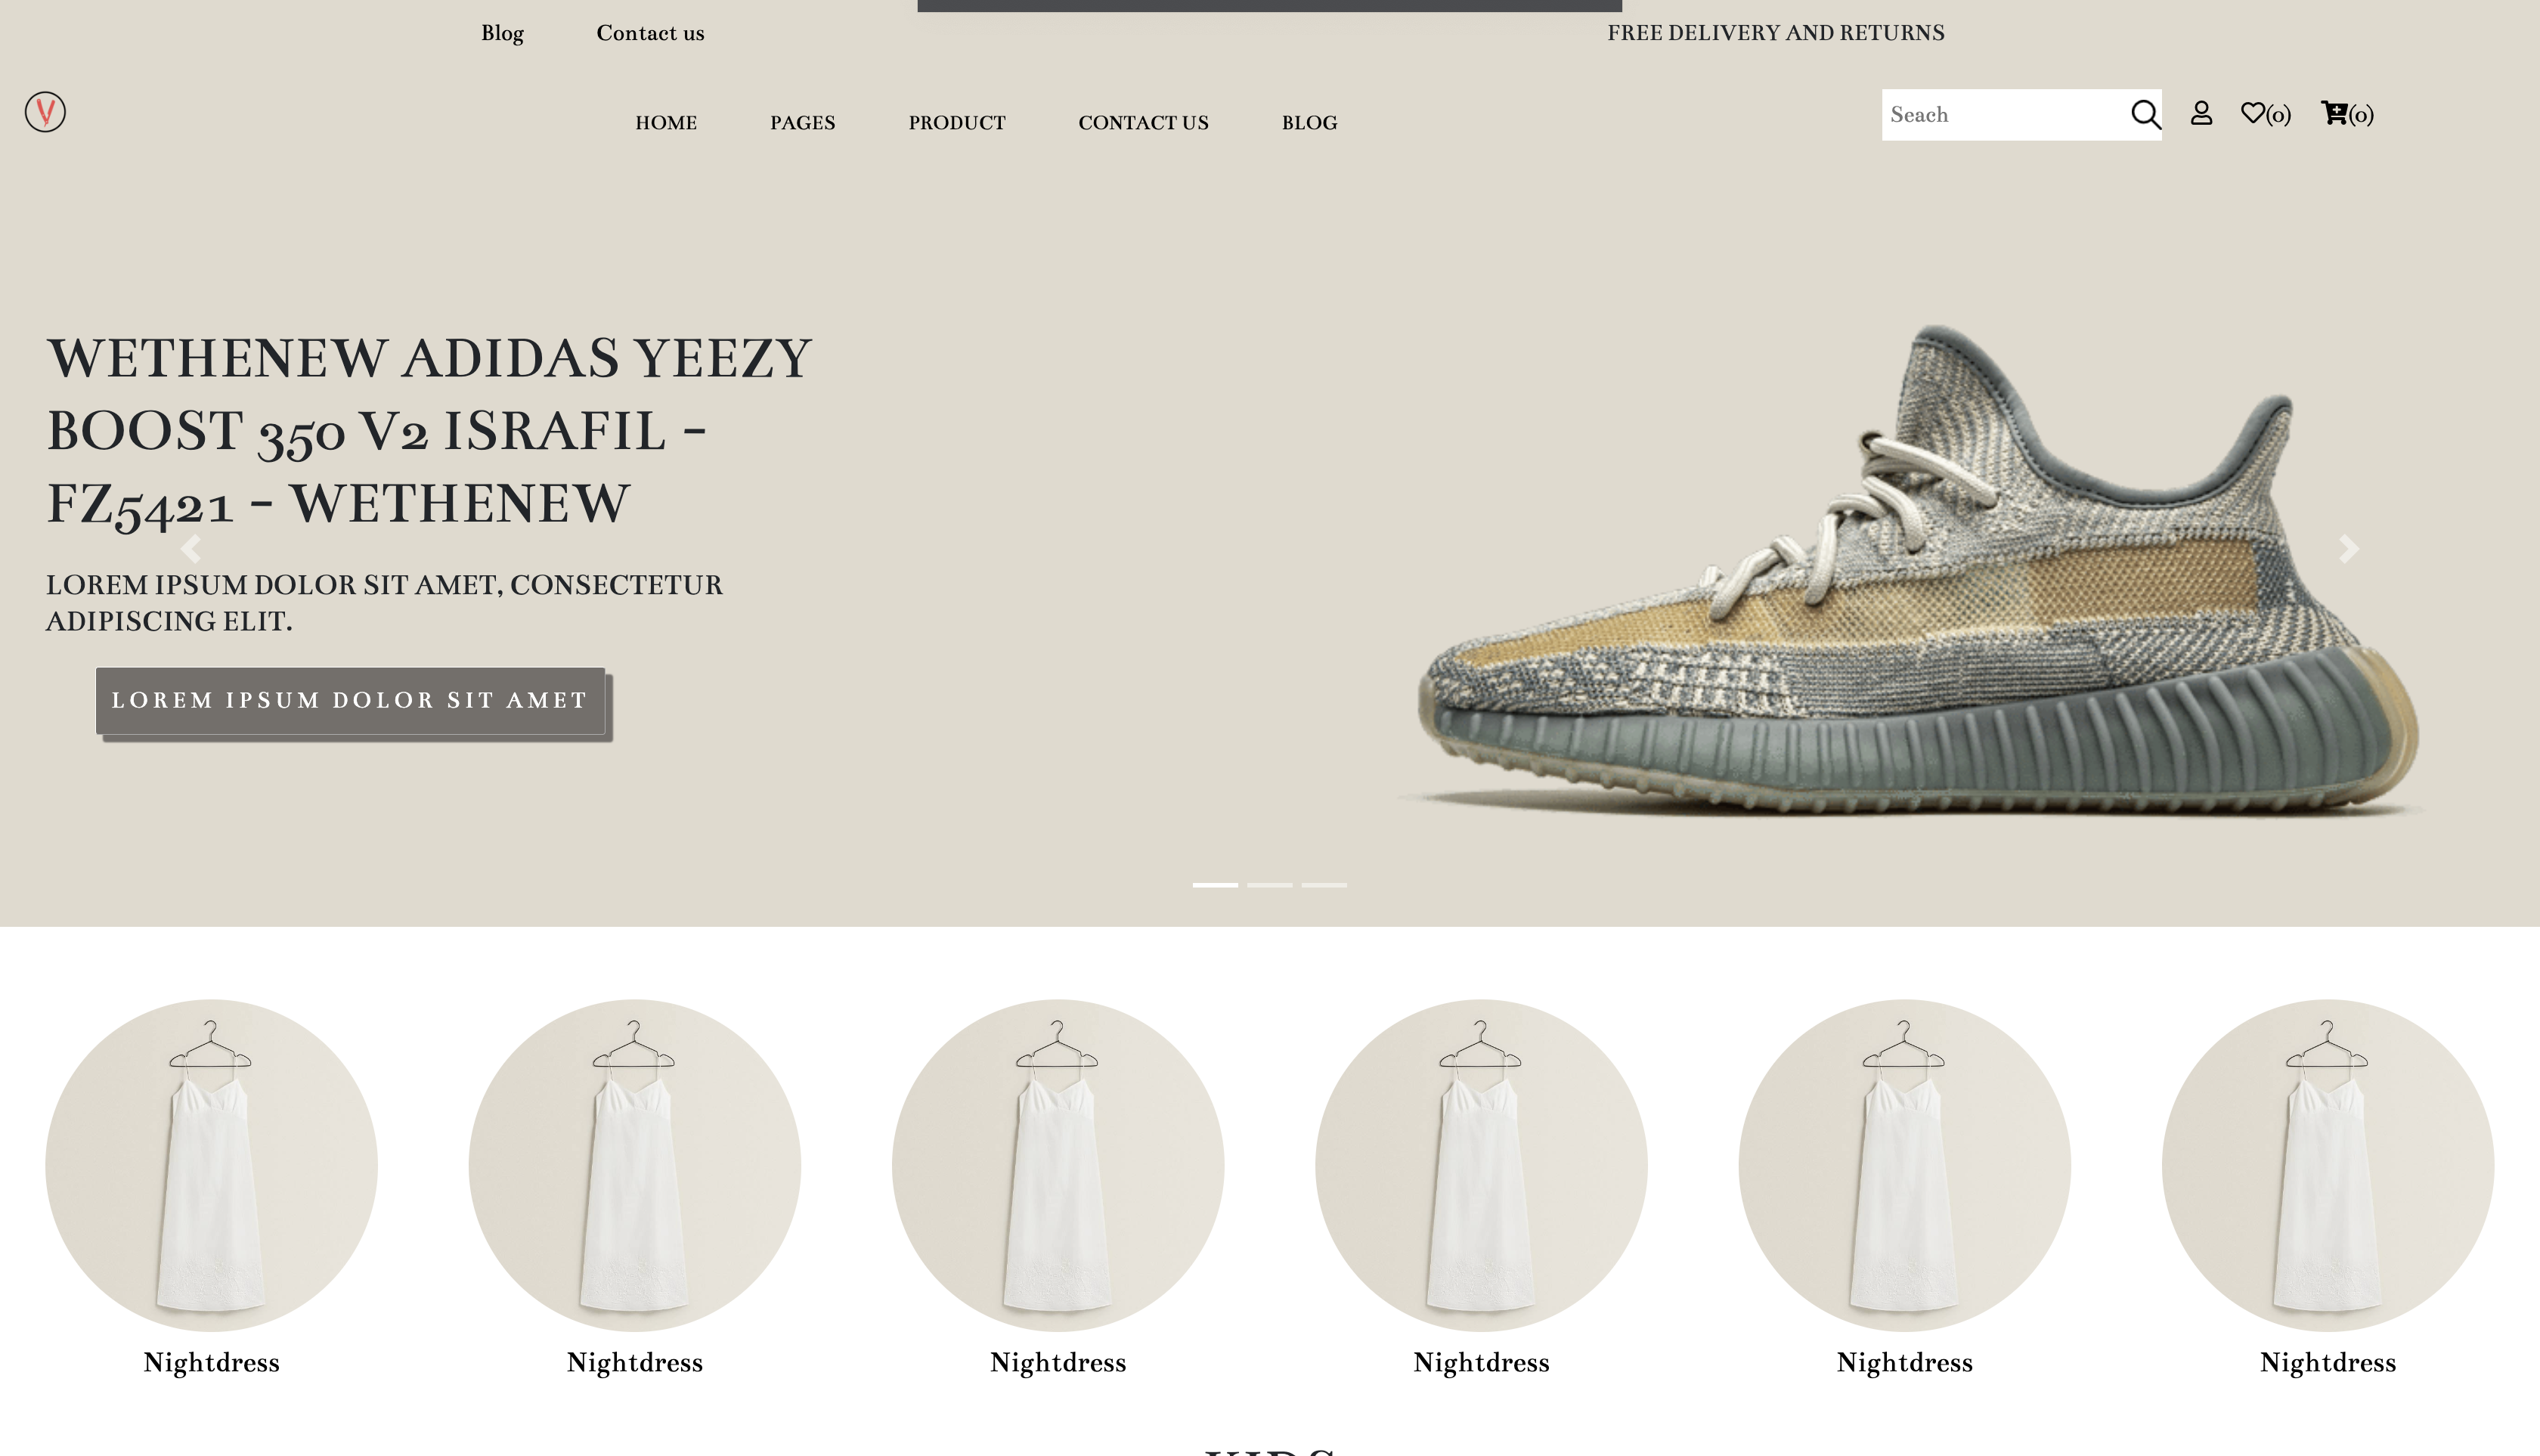 Blog Contact us FREE DELIVERY AND RETURNS
V
HOME PAGES PRODUCT CONTACT US BLOG
Seach (0) (0)
WETHENEW ADIDAS YEEZY
BOOST 350 V2 ISRAFIL -
FZ5421 - WETHENEW
LOREM IPSUM DOLOR SIT AMET, CONSECTETUR
ADIPISCING ELIT.
LOREM IPSUM DOLOR SIT AMET
Nightdress Nightdress Nightdress Nightdress Nightdress Nightdress